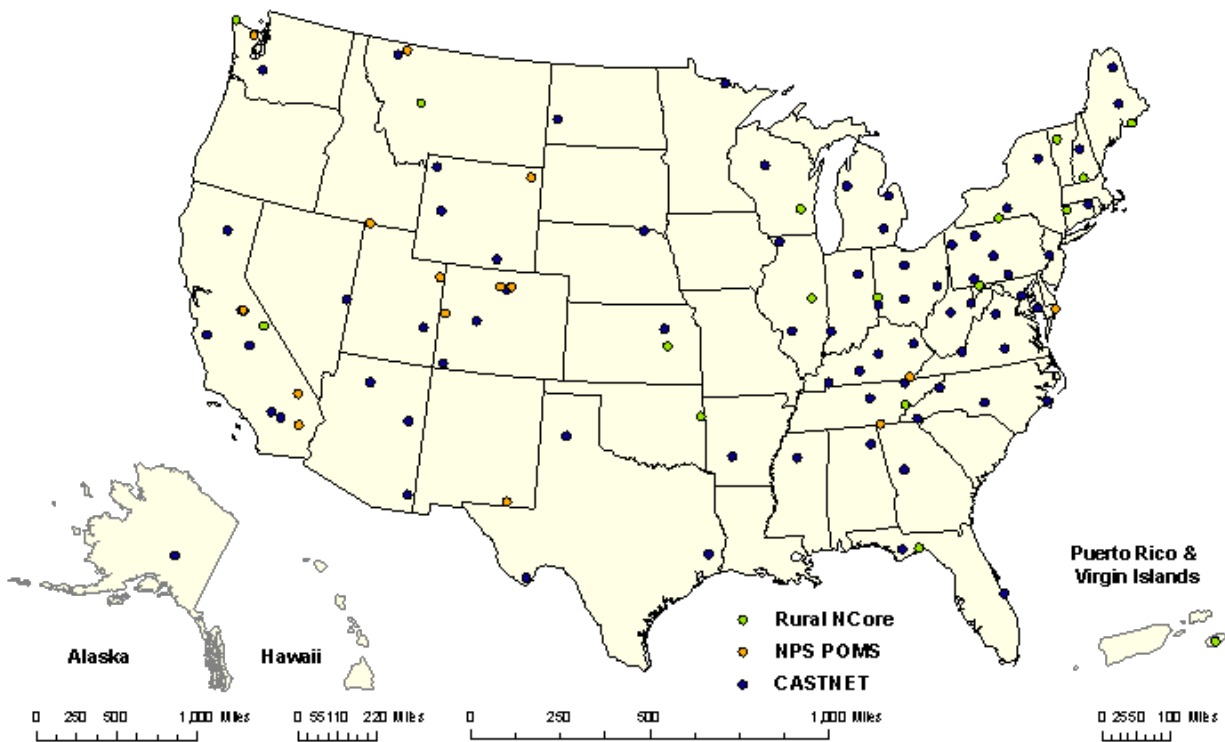 Puerto Rico &
Virgin Islands
Rural NCore
NPS POMS
CASTNET
Alaska
Hawaii
0 250 500 1,000 Miles
0 55110 220 Miles
0 500 1,000 Miles
0 2550 100 Miles